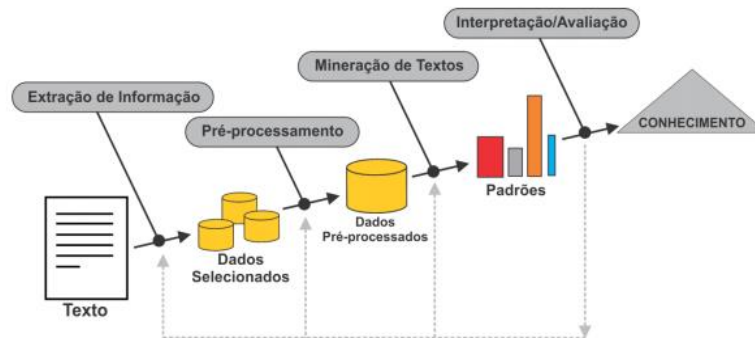 Interpretação/Avaliação
Mineração de Textos
Extração de Informação
Pré-processamento
CONHECIMENTO
Padrões
Dados
Pré-processados
Dados
Selecionados
Texto